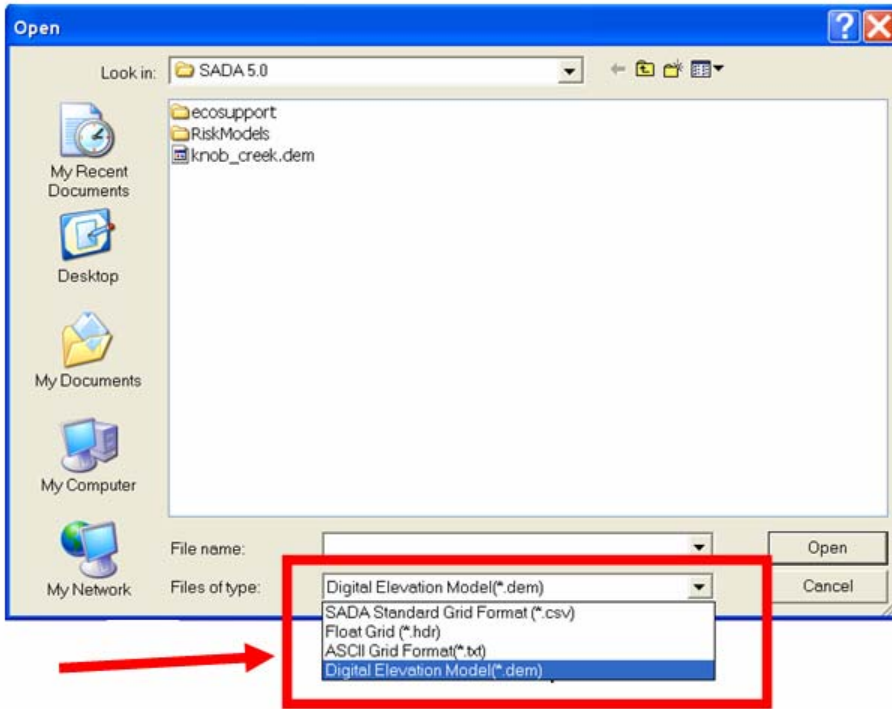 Open
Look in:
SADA 5.0
ecosupport
RiskModels
knob_creek.dem
My Recent
Documents
Desktop
My Documents
My Computer
My Network
File name:
Open
Files of type:
Digital Elevation Model(*.dem)
Cancel
SADA Standard Grid Format (*.csv)
Float Grid (*.hdr)
ASCII Grid Format(*.txt)
Digital Elevation Model(*.dem)